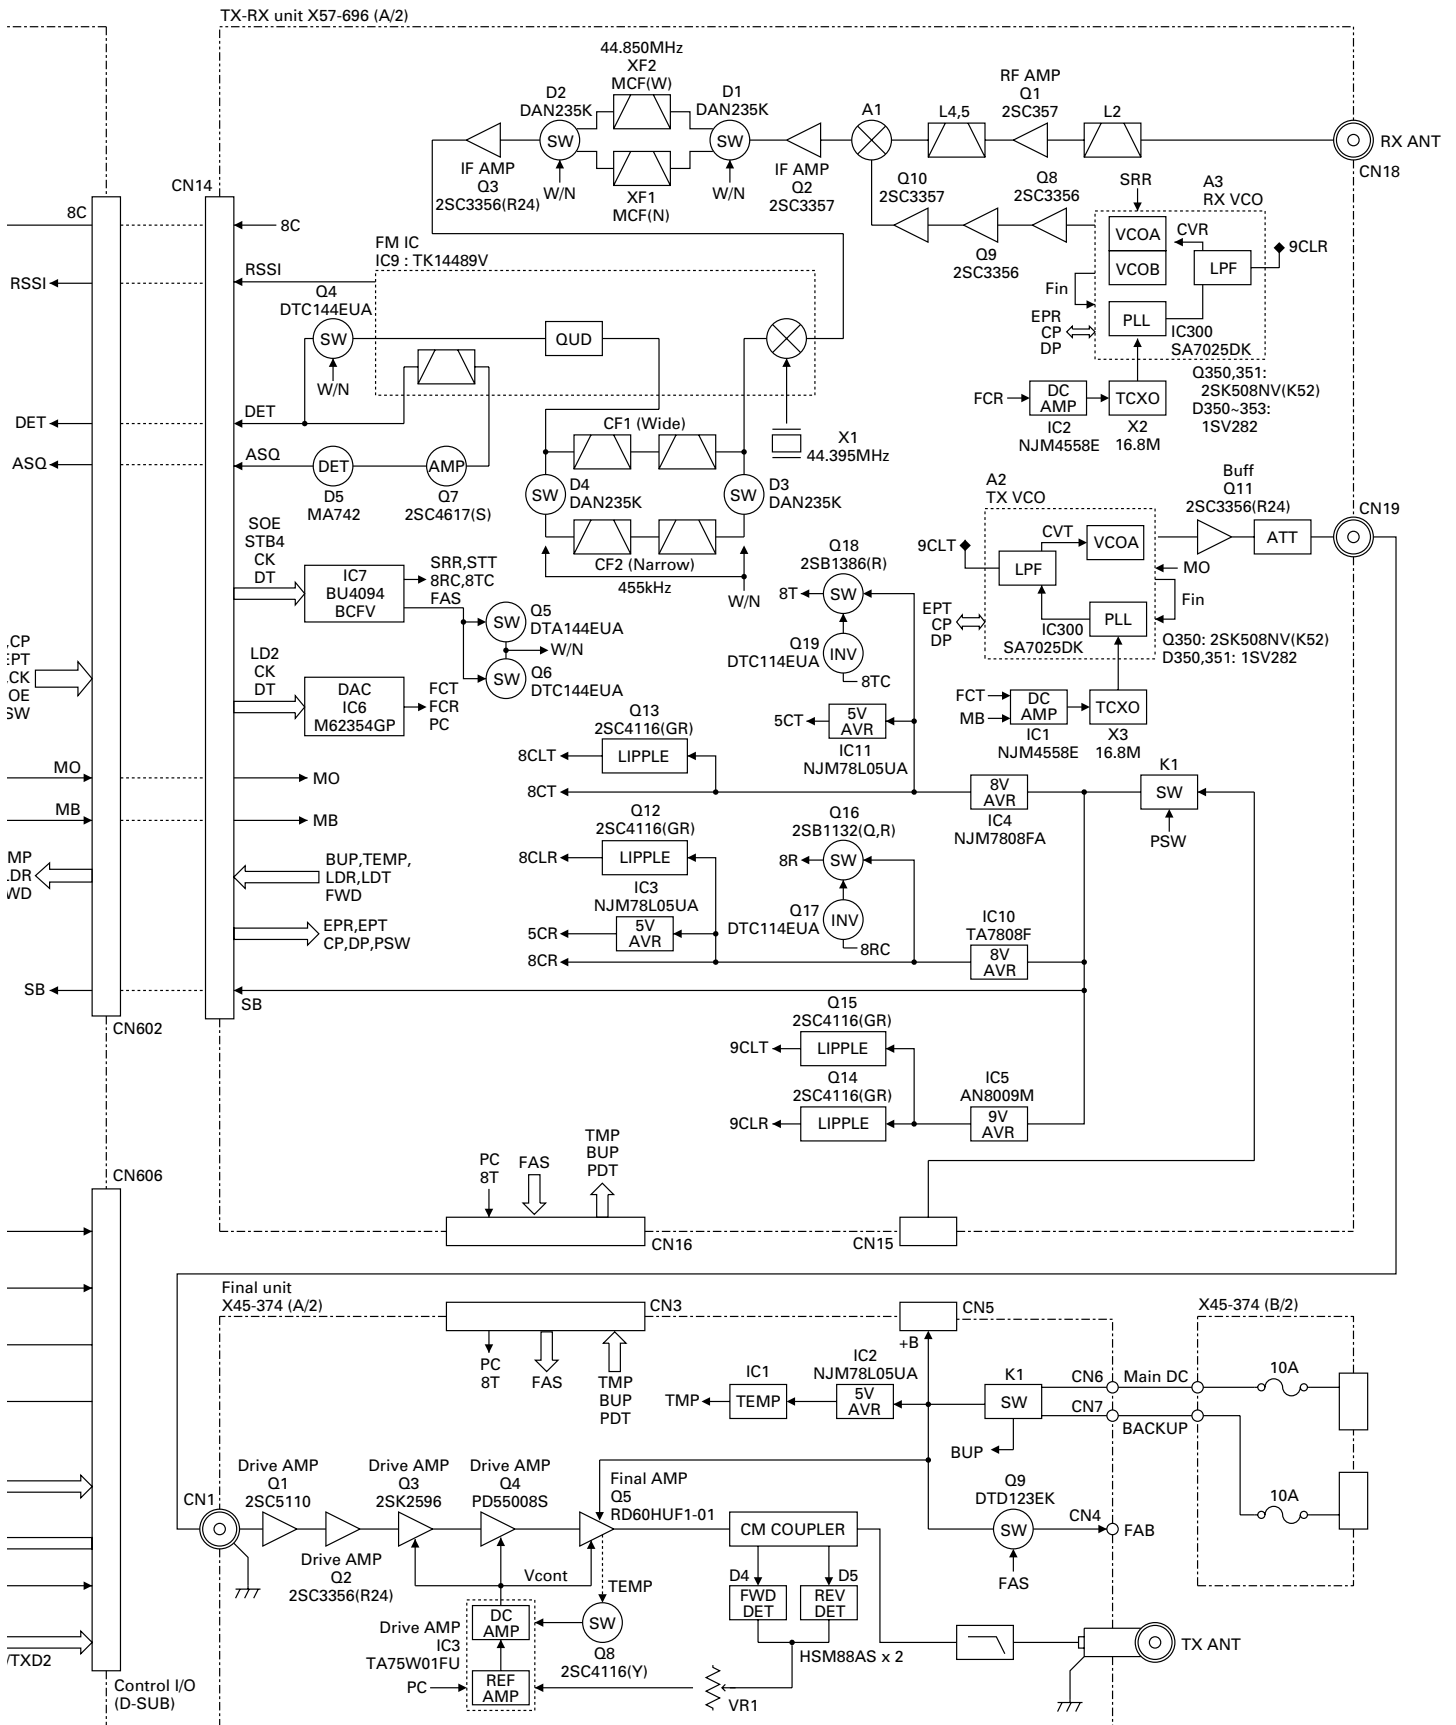 TX-RX unit X57-696 (A/2)
44.850MHz
XF2
MCF(W)
D2
DAN235K
D1
DAN235K
SW
SW
IF AMP
Q3
2SC3356(R24)
W/N
XF1
MCF(N)
W/N
IF AMP
Q2
2SC3357
A1
L4,5
RF AMP
Q1
2SC357
L2
RX ANT
CN18
Q10
2SC3357
Q9
2SC3356
Q8
2SC3356
SRR
A3
RX VCO
VCOA
VCOB
CVR
LPF
9CLR
Fin
PLL
IC300
SA7025DK
EPR
CP
DP
FCR
DC
AMP
IC2
NJM4558E
TCXO
X2
16.8M
Q350,351:
2SK508NV(K52)
D350~353:
1SV282
CN14
8C
8C
RSSI
RSSI
FM IC
IC9 : TK14489V
Q4
DTC144EUA
SW
W/N
QUD
DET
DET
ASQ
ASQ
DET
D5
MA742
AMP
Q7
2SC4617(S)
CF1 (Wide)
X1
44.395MHz
SW
D4
DAN235K
SW
D3
DAN235K
CF2 (Narrow)
455kHz
W/N
A2
TX VCO
9CLT
CVT
LPF
VCOA
MO
Fin
EPT
CP
DP
IC300
SA7025DK
PLL
Q350: 2SK508NV(K52)
D350,351: 1SV282
Buff
Q11
2SC3356(R24)
ATT
CN19
FCT
MB
DC
AMP
IC1
NJM4558E
TCXO
X3
16.8M
SOE
STB4
CK
DT
IC7
BU4094
BCFV
SRR,STT
8RC,8TC
FAS
SW
Q5
DTA144EUA
W/N
SW
Q6
DTC144EUA
LD2
CK
DT
DAC
IC6
M62354GP
FCT
FCR
PC
,CP
EPT
,CK
OE
SW
Q18
2SB1386(R)
8T
SW
Q19
DTC114EUA
INV
8TC
5CT
5V
AVR
IC11
NJM78L05UA
Q13
2SC4116(GR)
8CLT
LIPPLE
8CT
8V
AVR
IC4
NJM7808FA
K1
SW
PSW
MO
MO
MB
MB
Q12
2SC4116(GR)
8CLR
LIPPLE
IC3
NJM78L05UA
5CR
5V
AVR
8CR
Q16
2SB1132(Q,R)
8R
SW
Q17
DTC114EUA
INV
8RC
IC10
TA7808F
8V
AVR
MP
LDR
WD
BUP,TEMP,
LDR,LDT
FWD
EPR,EPT
CP,DP,PSW
SB
SB
CN602
Q15
2SC4116(GR)
9CLT
LIPPLE
Q14
2SC4116(GR)
9CLR
LIPPLE
IC5
AN8009M
9V
AVR
CN606
PC
8T
FAS
TMP
BUP
PDT
CN16
CN15
Final unit
X45-374 (A/2)
CN3
CN5
X45-374 (B/2)
PC
8T
FAS
TMP
BUP
PDT
+B
TMP
IC1
TEMP
IC2
NJM78L05UA
5V
AVR
K1
SW
BUP
CN6
Main DC
CN7
BACKUP
10A
10A
CN1
Drive AMP
Q1
2SC5110
Drive AMP
Q2
2SC3356(R24)
Drive AMP
Q3
2SK2596
Drive AMP
Q4
PD55008S
Final AMP
Q5
RD60HUF1-01
Vcont
TEMP
CM COUPLER
Q9
DTD123EK
SW
FAS
CN4
FAB
D4
FWD
DET
D5
REV
DET
HSM88AS x 2
Drive AMP
IC3
TA75W01FU
DC
AMP
SW
Q8
2SC4116(Y)
PC
REF
AMP
VR1
TX ANT
/TXD2
Control I/O
(D-SUB)